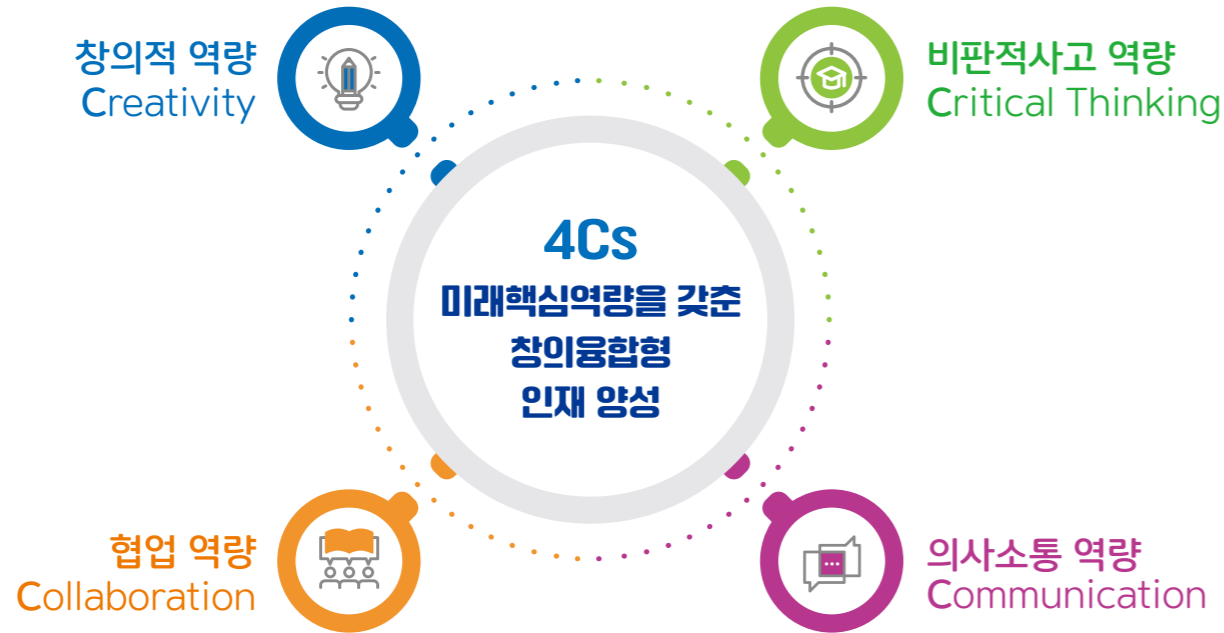 창의적 역량
Creativity
비판적사고 역량
Critical Thinking
4Cs
미래핵심역량을 갖춘
창의융합형
인재 양성
협업 역량
Collaboration
의사소통 역량
Communication